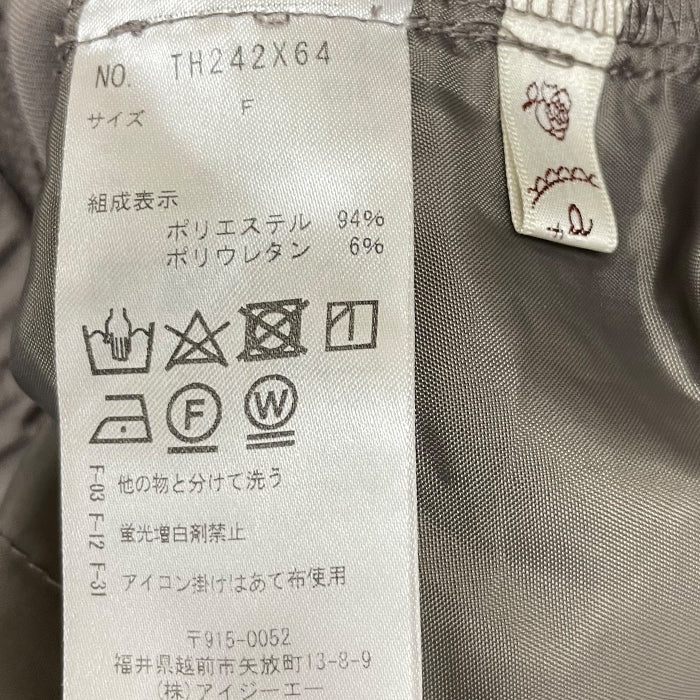 NO. TH242X64
サイズ F
組成表示
ポリエステル 94%
ポリウレタン 6%
F W
F-03 F-12 F-31
他の物と分けて洗う
蛍光増白剤禁止
アイロン掛けはあて布使用
〒915-0052
福井県越前市矢放町13-8-9
(株)アイジーエー
F